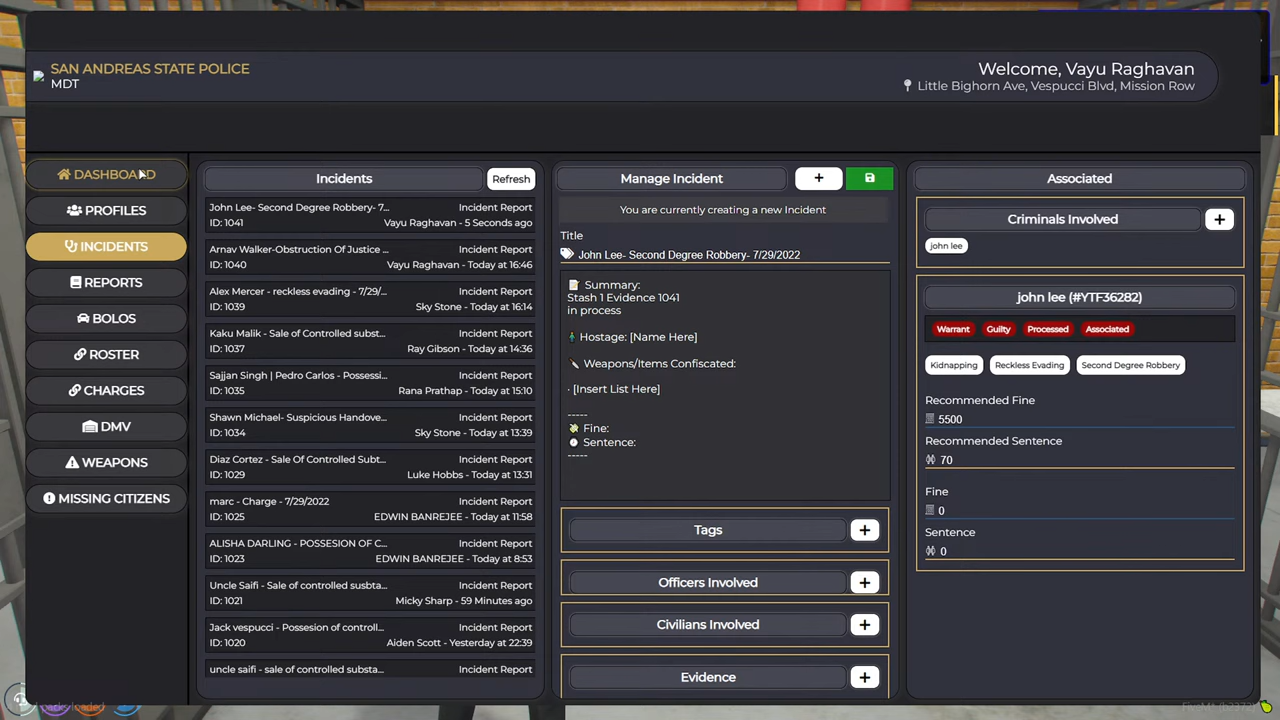 SAN ANDREAS STATE POLICE
MDT
Welcome, Vayu Raghavan
Little Bighorn Ave, Vespucci Blvd, Mission Row
DASHBOARD
PROFILES
INCIDENTS
REPORTS
BOLOS
ROSTER
CHARGES
DMV
WEAPONS
MISSING CITIZENS
Incidents
Refresh
John Lee- Second Degree Robbery- 7... Incident Report
ID: 1041 Vayu Raghavan - 5 Seconds ago
Arnav Walker-Obstruction Of Justice ... Incident Report
ID: 1040 Vayu Raghavan - Today at 16:46
Alex Mercer - reckless evading - 7/29/... Incident Report
ID: 1039 Sky Stone - Today at 16:14
Kaku Malik - Sale of Controlled subst... Incident Report
ID: 1037 Ray Gibson - Today at 14:36
Sajjan Singh | Pedro Carlos - Possessi... Incident Report
ID: 1035 Rana Prathap - Today at 15:10
Shawn Michael- Suspicious Handove... Incident Report
ID: 1034 Sky Stone - Today at 13:39
Diaz Cortez - Sale Of Controlled Subt... Incident Report
ID: 1029 Luke Hobbs - Today at 13:31
marc - Charge - 7/29/2022 Incident Report
ID: 1025 EDWIN BANREJEE - Today at 11:58
ALISHA DARLING - POSSESION OF C... Incident Report
ID: 1023 EDWIN BANREJEE - Today at 8:53
Uncle Saifi - Sale of controlled susbta... Incident Report
ID: 1021 Micky Sharp - 59 Minutes ago
Jack vespucci - Possesion of controll... Incident Report
ID: 1020 Aiden Scott - Yesterday at 22:39
uncle saifi - sale of controlled substa... Incident Report
Manage Incident
+
You are currently creating a new Incident
Title
John Lee- Second Degree Robbery- 7/29/2022
Summary:
Stash 1 Evidence 1041
in process
Hostage: [Name Here]
Weapons/Items Confiscated:
· [Insert List Here]
-----
Fine:
Sentence:
-----
Tags +
Officers Involved +
Civilians Involved +
Evidence +
Associated
Criminals Involved +
john lee
john lee (#YTF36282)
Warrant Guilty Processed Associated
Kidnapping Reckless Evading Second Degree Robbery
Recommended Fine
5500
Recommended Sentence
70
Fine
0
Sentence
0